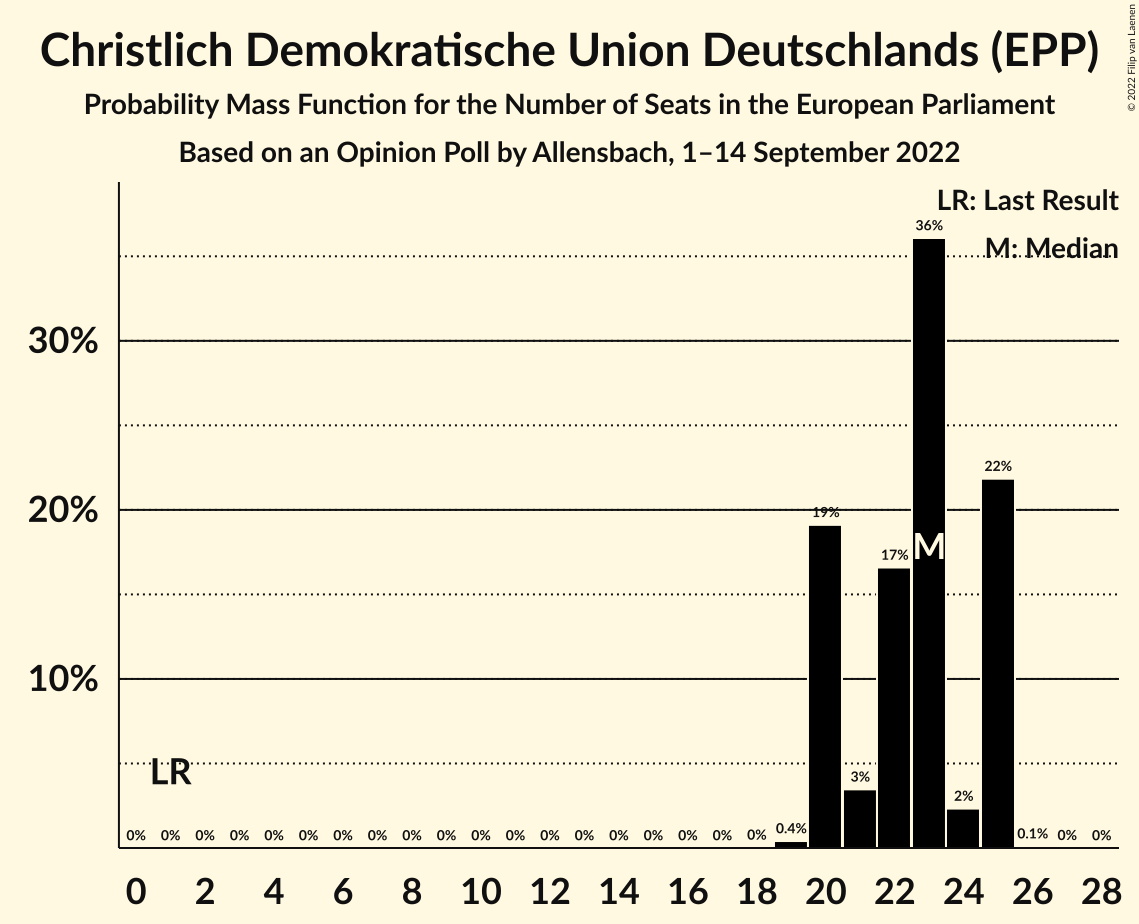 Christlich Demokratische Union Deutschlands (EPP)
Probability Mass Function for the Number of Seats in the European Parliament
Based on an Opinion Poll by Allensbach, 1–14 September 2022
© 2022 Filip van Laenen
LR: Last Result
M: Median
30%
20%
10%
LR
M
0% 0% 0% 0% 0% 0% 0% 0% 0% 0% 0% 0% 0% 0% 0% 0% 0% 0% 0% 0.4% 19% 3% 17% 36% 2% 22% 0.1% 0% 0%
0 2 4 6 8 10 12 14 16 18 20 22 24 26 28